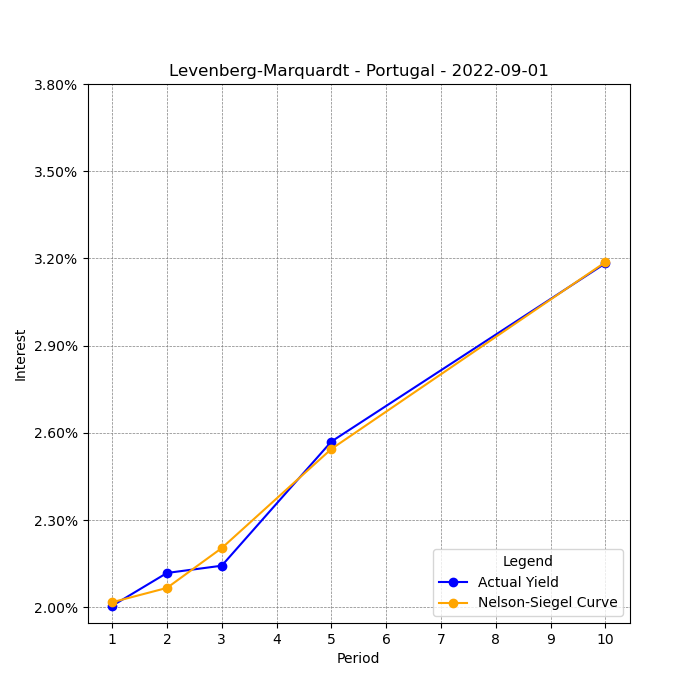 Levenberg-Marquardt - Portugal - 2022-09-01
3.80%
3.50%
3.20%
2.90%
2.60%
2.30%
2.00%
Interest
Legend
Actual Yield
Nelson-Siegel Curve
1 2 3 4 5 6 7 8 9 10
Period